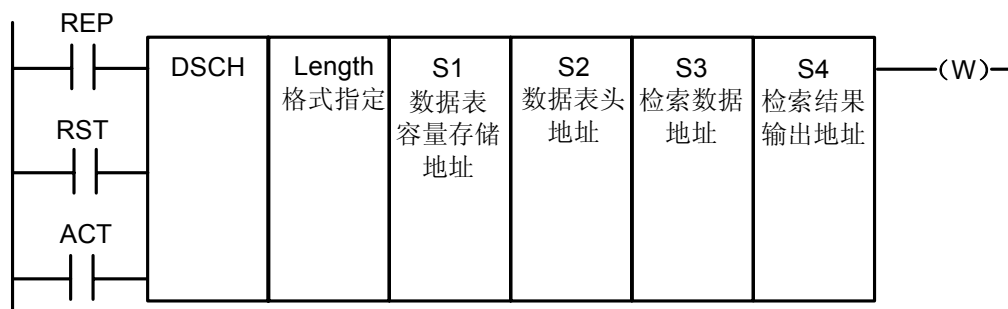 REP
RST
ACT
DSCH
Length
格式指定
S1
数据表
容量存储
地址
S2
数据表头
地址
S3
检索数据
地址
S4
检索结果
输出地址
(W)